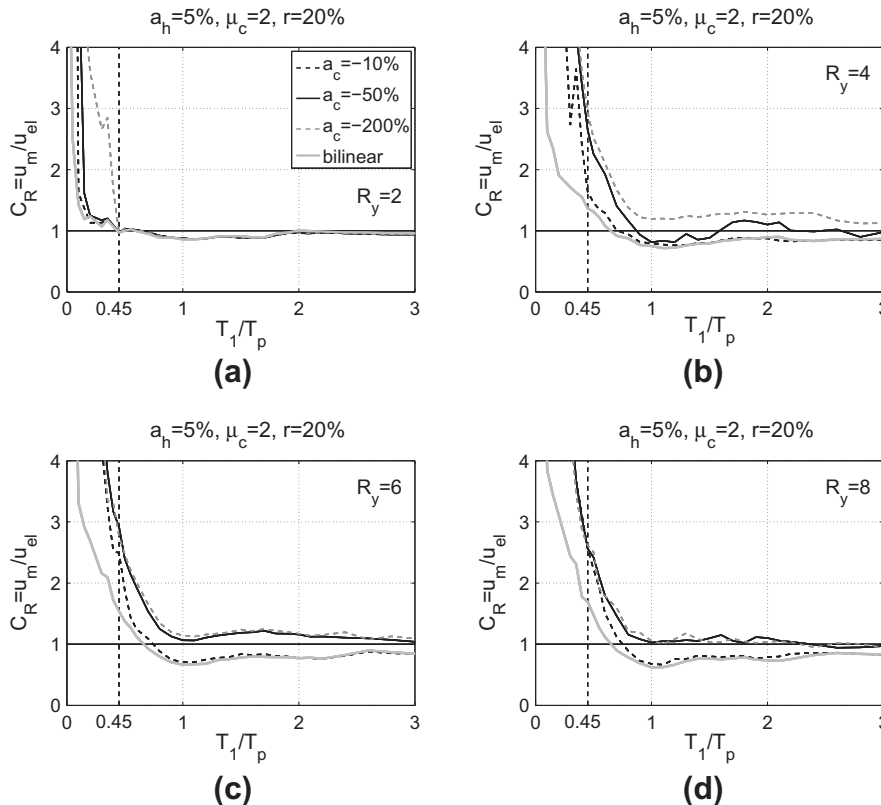 a_h=5%, μ_c=2, r=20%
4
3
2
1
0
C_R=u_m/u_el
a_c=−10%
a_c=−50%
a_c=−200%
bilinear
R_y=2
0 0.45 1 2 3
T_1/T_p
(a)
a_h=5%, μ_c=2, r=20%
4
3
2
1
0
C_R=u_m/u_el
R_y=4
0 0.45 1 2 3
T_1/T_p
(b)
a_h=5%, μ_c=2, r=20%
4
3
2
1
0
C_R=u_m/u_el
R_y=6
0 0.45 1 2 3
T_1/T_p
(c)
a_h=5%, μ_c=2, r=20%
4
3
2
1
0
C_R=u_m/u_el
R_y=8
0 0.45 1 2 3
T_1/T_p
(d)